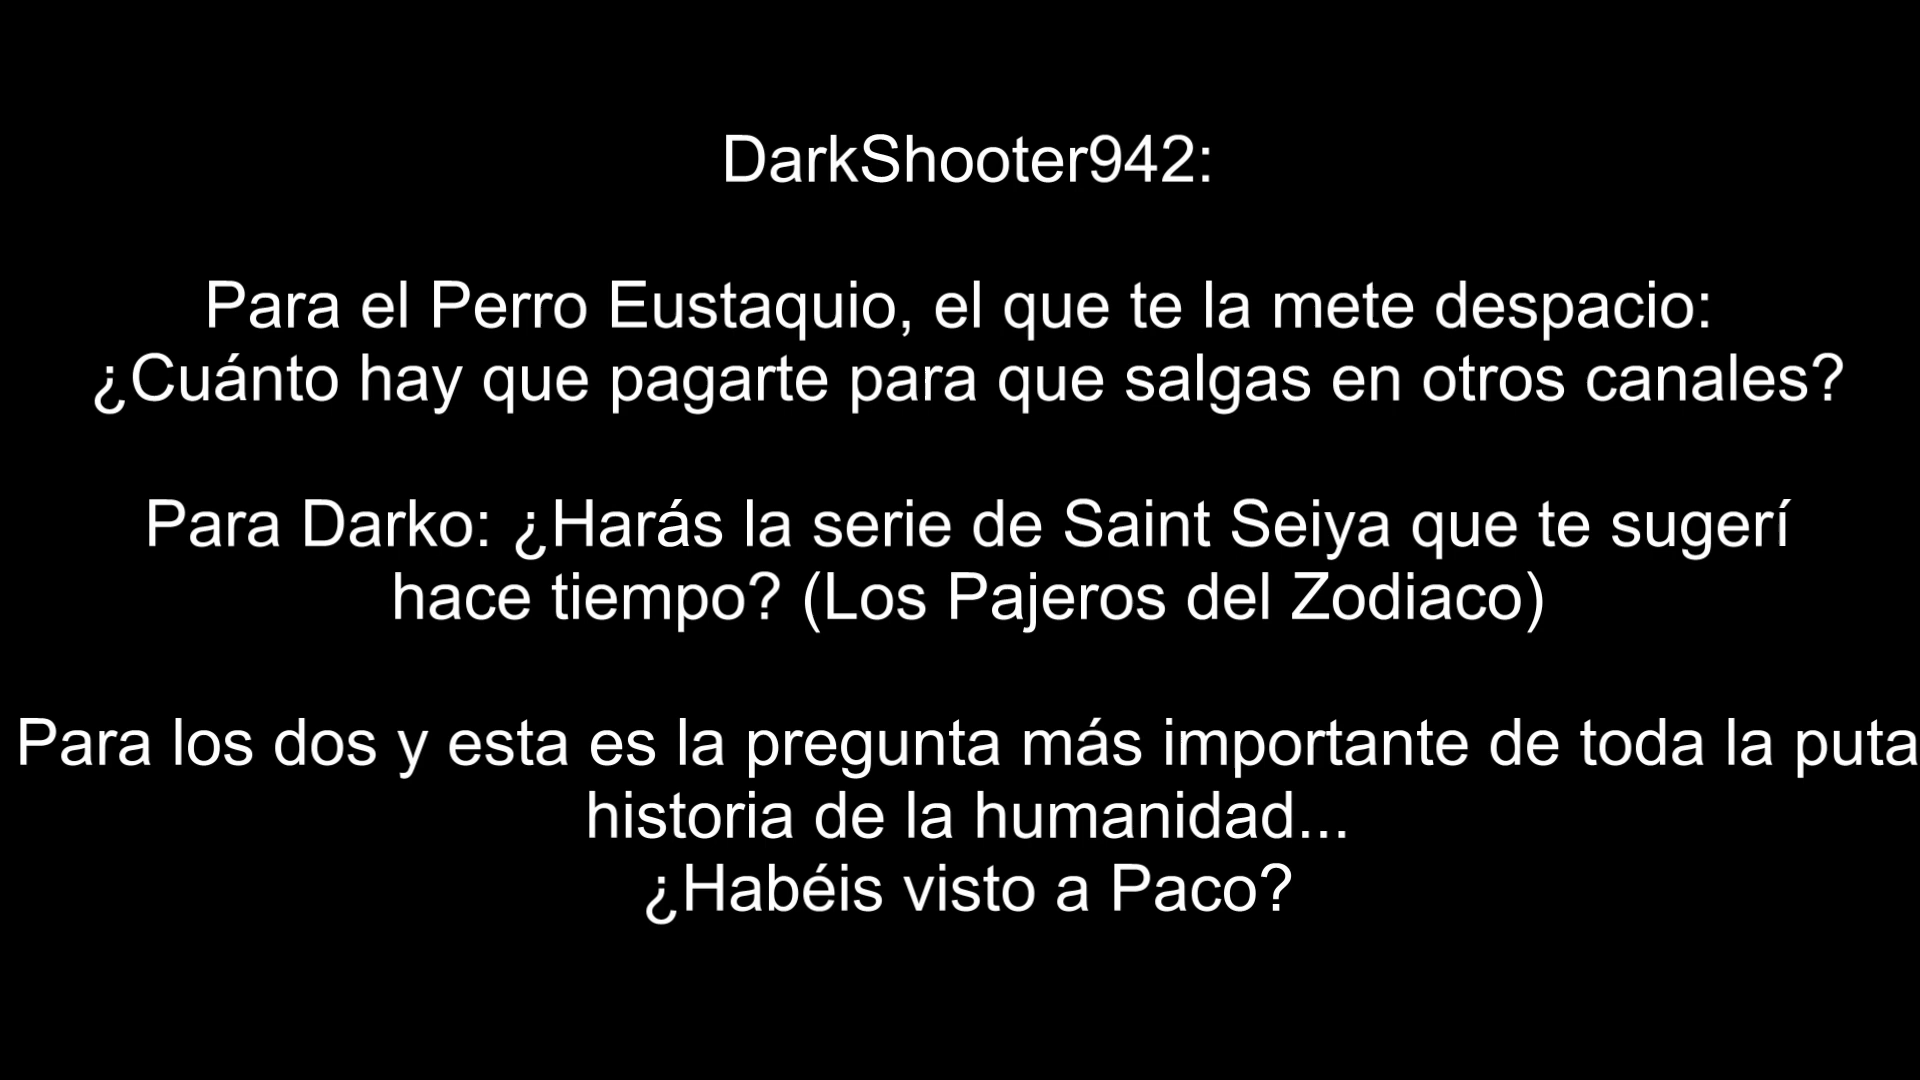 DarkShooter942:
Para el Perro Eustaquio, el que te la mete despacio:
¿Cuánto hay que pagarte para que salgas en otros canales?
Para Darko: ¿Harás la serie de Saint Seiya que te sugerí
hace tiempo? (Los Pajeros del Zodiaco)
Para los dos y esta es la pregunta más importante de toda la puta
historia de la humanidad...
¿Habéis visto a Paco?